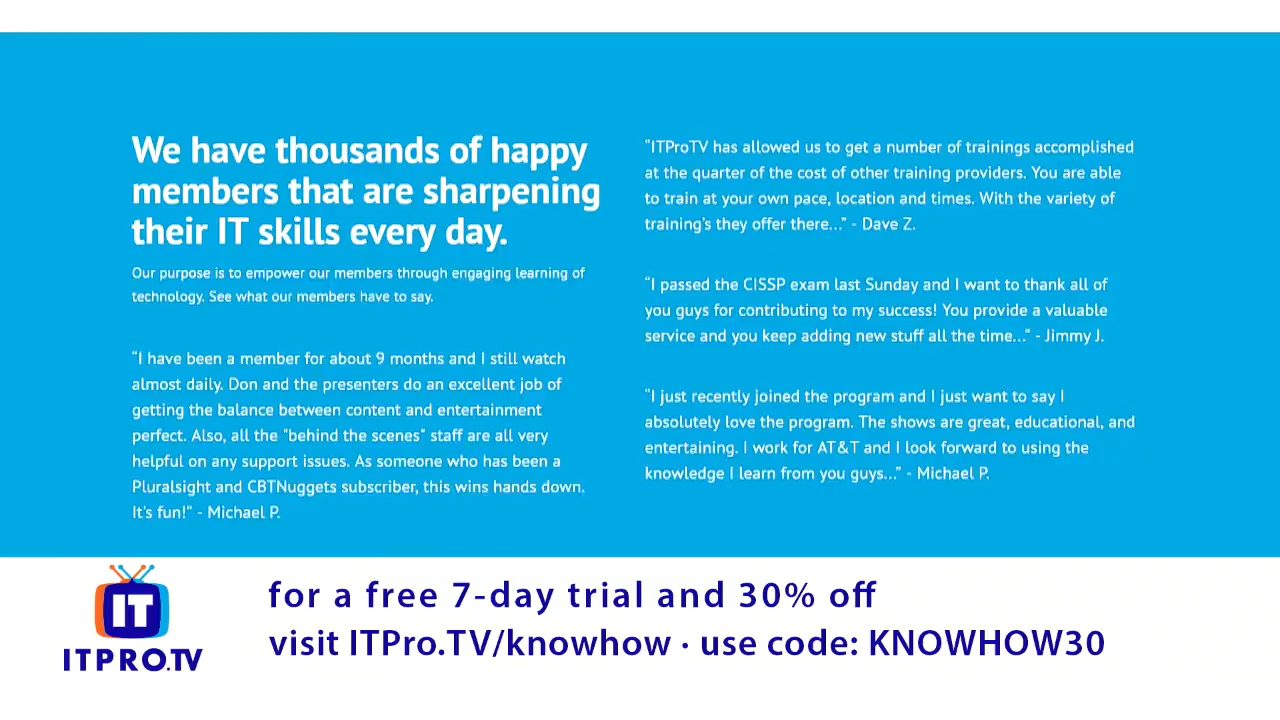 We have thousands of happy
members that are sharpening
their IT skills every day.
Our purpose is to empower our members through engaging learning of
technology. See what our members have to say.
“I have been a member for about 9 months and I still watch
almost daily. Don and the presenters do an excellent job of
getting the balance between content and entertainment
perfect. Also, all the "behind the scenes" staff are all very
helpful on any support issues. As someone who has been a
Pluralsight and CBTNuggets subscriber, this wins hands down.
It's fun!” - Michael P.
“ITProTV has allowed us to get a number of trainings accomplished
at the quarter of the cost of other training providers. You are able
to train at your own pace, location and times. With the variety of
training's they offer there...” - Dave Z.
“I passed the CISSP exam last Sunday and I want to thank all of
you guys for contributing to my success! You provide a valuable
service and you keep adding new stuff all the time...” - Jimmy J.
“I just recently joined the program and I just want to say I
absolutely love the program. The shows are great, educational, and
entertaining. I work for AT&T and I look forward to using the
knowledge I learn from you guys...” - Michael P.
IT
ITPRO.TV
for a free 7-day trial and 30% off
visit ITPro.TV/knowhow · use code: KNOWHOW30